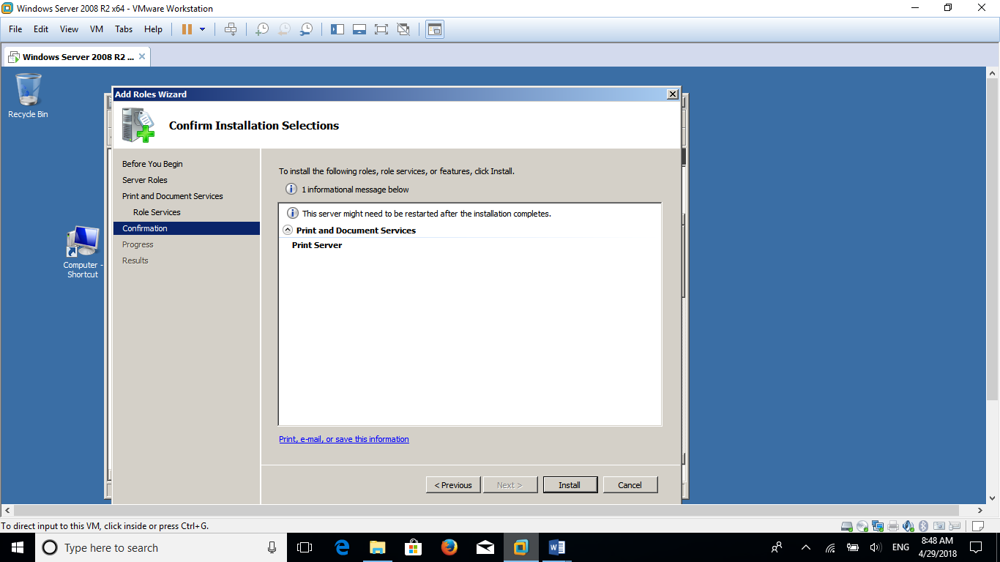 Windows Server 2008 R2 x64 - VMware Workstation
File Edit View VM Tabs Help
Windows Server 2008 R2 ...
Recycle Bin
Computer -
Shortcut
Add Roles Wizard
Confirm Installation Selections
Before You Begin
Server Roles
Print and Document Services
Role Services
Confirmation
Progress
Results
To install the following roles, role services, or features, click Install.
1 informational message below
This server might need to be restarted after the installation completes.
Print and Document Services
Print Server
Print, e-mail, or save this information
< Previous Next > Install Cancel
To direct input to this VM, click inside or press Ctrl+G.
Type here to search
ENG
8:48 AM
4/29/2018